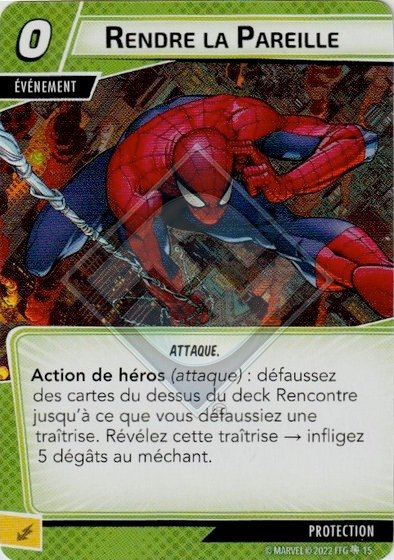 0
RENDRE LA PAREILLE
ÉVÉNEMENT
ATTAQUE.
Action de héros (attaque) : défaussez
des cartes du dessus du deck Rencontre
jusqu'à ce que vous défaussiez une
traîtrise. Révélez cette traîtrise → infligez
5 dégâts au méchant.
PROTECTION
© MARVEL © 2022 FFG 15